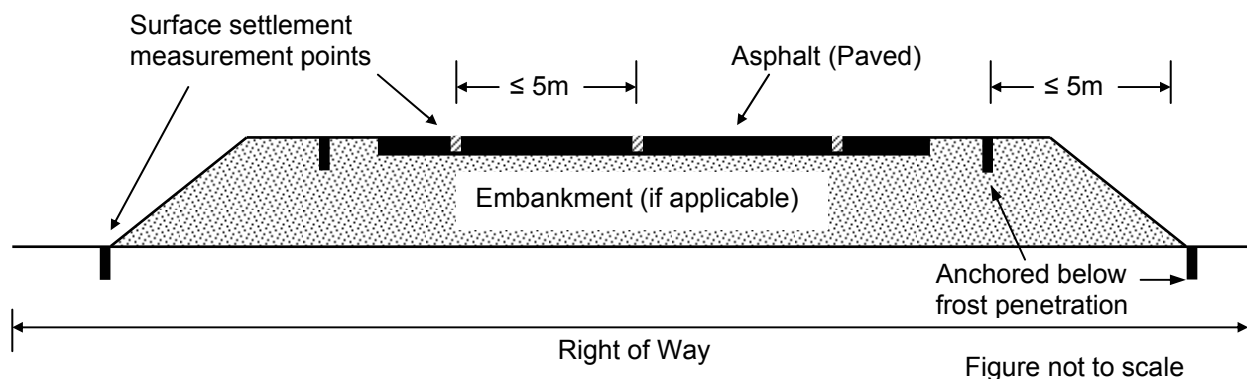 Surface settlement
measurement points
Asphalt (Paved)
≤ 5m
≤ 5m
Embankment (if applicable)
Anchored below
frost penetration
Right of Way
Figure not to scale